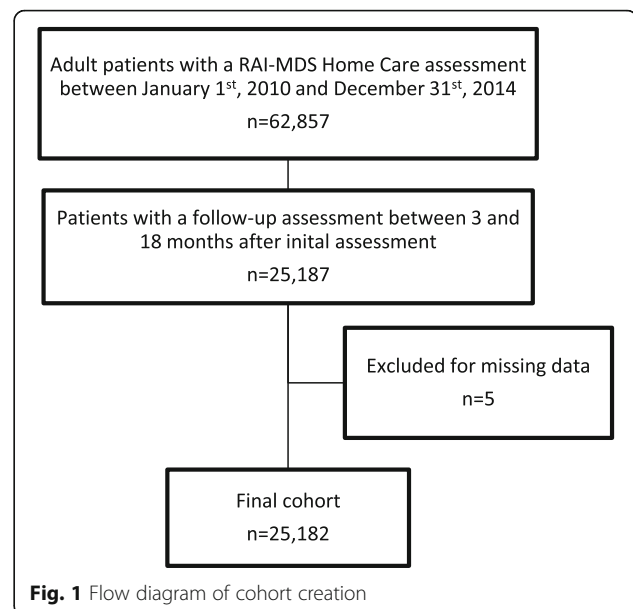 Adult patients with a RAI-MDS Home Care assessment
between January 1st, 2010 and December 31st, 2014
n=62,857
Patients with a follow-up assessment between 3 and
18 months after inital assessment
n=25,187
Excluded for missing data
n=5
Final cohort
n=25,182
Fig. 1 Flow diagram of cohort creation